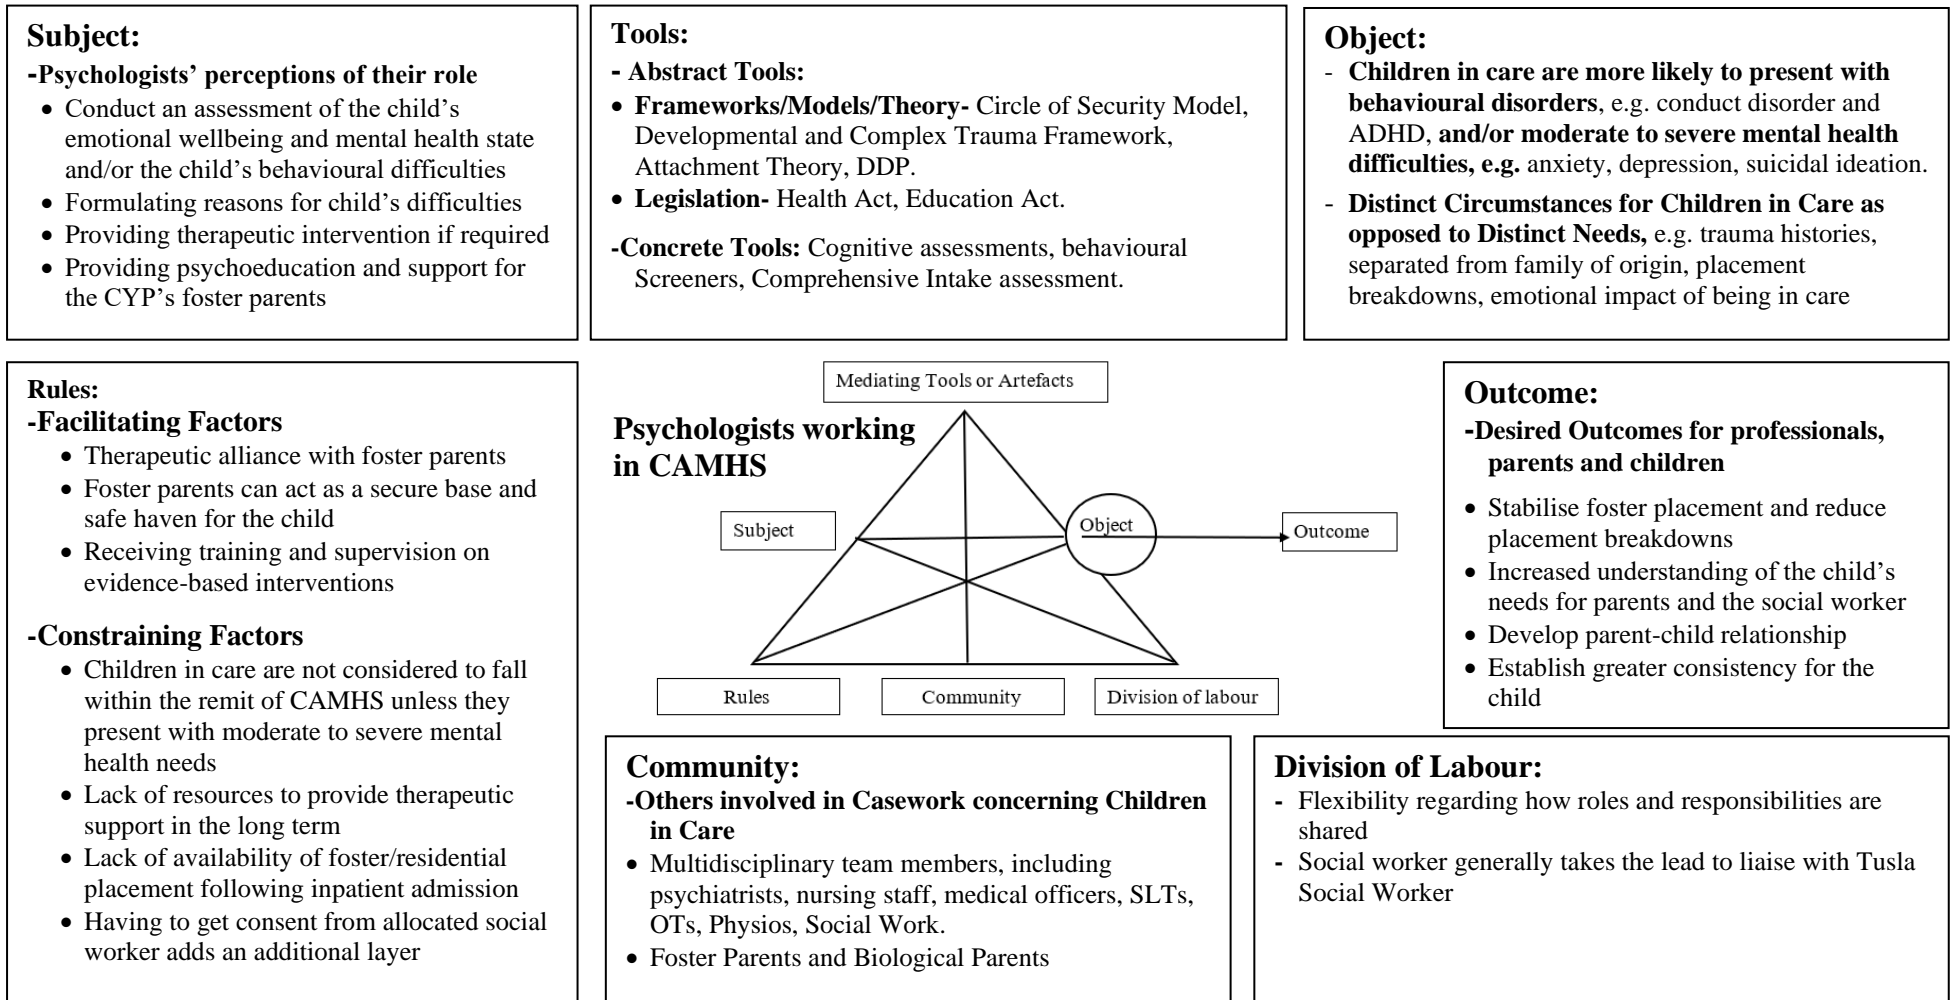 Subject:
-Psychologists’ perceptions of their role
• Conduct an assessment of the child’s
emotional wellbeing and mental health state
and/or the child’s behavioural difficulties
• Formulating reasons for child’s difficulties
• Providing therapeutic intervention if required
• Providing psychoeducation and support for
the CYP’s foster parents
Tools:
- Abstract Tools:
• Frameworks/Models/Theory- Circle of Security Model,
Developmental and Complex Trauma Framework,
Attachment Theory, DDP.
• Legislation- Health Act, Education Act.
-Concrete Tools: Cognitive assessments, behavioural
Screeners, Comprehensive Intake assessment.
Object:
- Children in care are more likely to present with
behavioural disorders, e.g. conduct disorder and
ADHD, and/or moderate to severe mental health
difficulties, e.g. anxiety, depression, suicidal ideation.
- Distinct Circumstances for Children in Care as
opposed to Distinct Needs, e.g. trauma histories,
separated from family of origin, placement
breakdowns, emotional impact of being in care
Rules:
-Facilitating Factors
• Therapeutic alliance with foster parents
• Foster parents can act as a secure base and
safe haven for the child
• Receiving training and supervision on
evidence-based interventions
-Constraining Factors
• Children in care are not considered to fall
within the remit of CAMHS unless they
present with moderate to severe mental
health needs
• Lack of resources to provide therapeutic
support in the long term
• Lack of availability of foster/residential
placement following inpatient admission
• Having to get consent from allocated social
worker adds an additional layer
Mediating Tools or Artefacts
Psychologists working
in CAMHS
Subject
Object
Outcome
Rules
Community
Division of labour
Outcome:
-Desired Outcomes for professionals,
parents and children
• Stabilise foster placement and reduce
placement breakdowns
• Increased understanding of the child’s
needs for parents and the social worker
• Develop parent-child relationship
• Establish greater consistency for the
child
Community:
-Others involved in Casework concerning Children
in Care
• Multidisciplinary team members, including
psychiatrists, nursing staff, medical officers, SLTs,
OTs, Physios, Social Work.
• Foster Parents and Biological Parents
Division of Labour:
- Flexibility regarding how roles and responsibilities are
shared
- Social worker generally takes the lead to liaise with Tusla
Social Worker